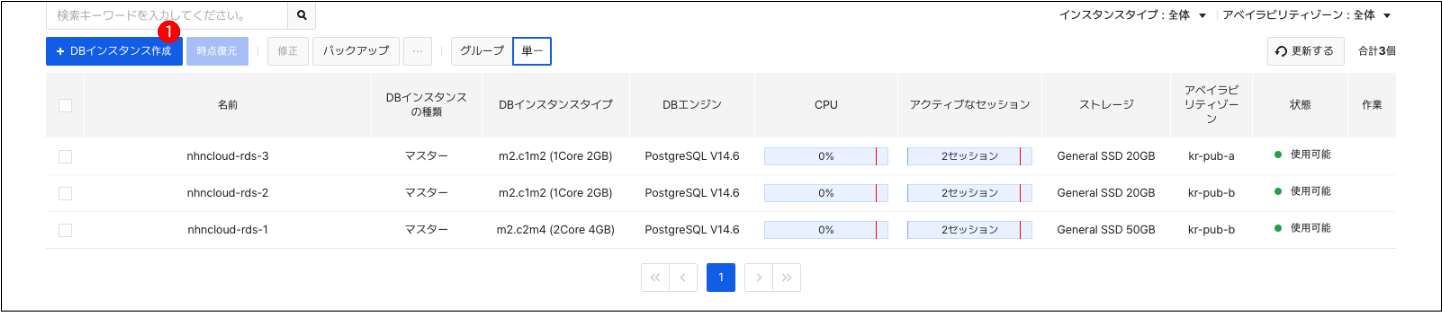 検索キーワードを入力してください。
インスタンスタイプ : 全体
アベイラビリティゾーン : 全体
1
+ DBインスタンス作成
時点復元
修正
バックアップ
...
グループ
単一
更新する
合計3個
名前
DBインスタンス
の種類
DBインスタンスタイプ
DBエンジン
CPU
アクティブなセッション
ストレージ
アベイラビ
リティゾー
ン
状態
作業
nhncloud-rds-3 マスター m2.c1m2 (1Core 2GB) PostgreSQL V14.6 0% 2セッション General SSD 20GB kr-pub-a 使用可能
nhncloud-rds-2 マスター m2.c1m2 (1Core 2GB) PostgreSQL V14.6 0% 2セッション General SSD 20GB kr-pub-b 使用可能
nhncloud-rds-1 マスター m2.c2m4 (2Core 4GB) PostgreSQL V14.6 0% 2セッション General SSD 50GB kr-pub-b 使用可能
1